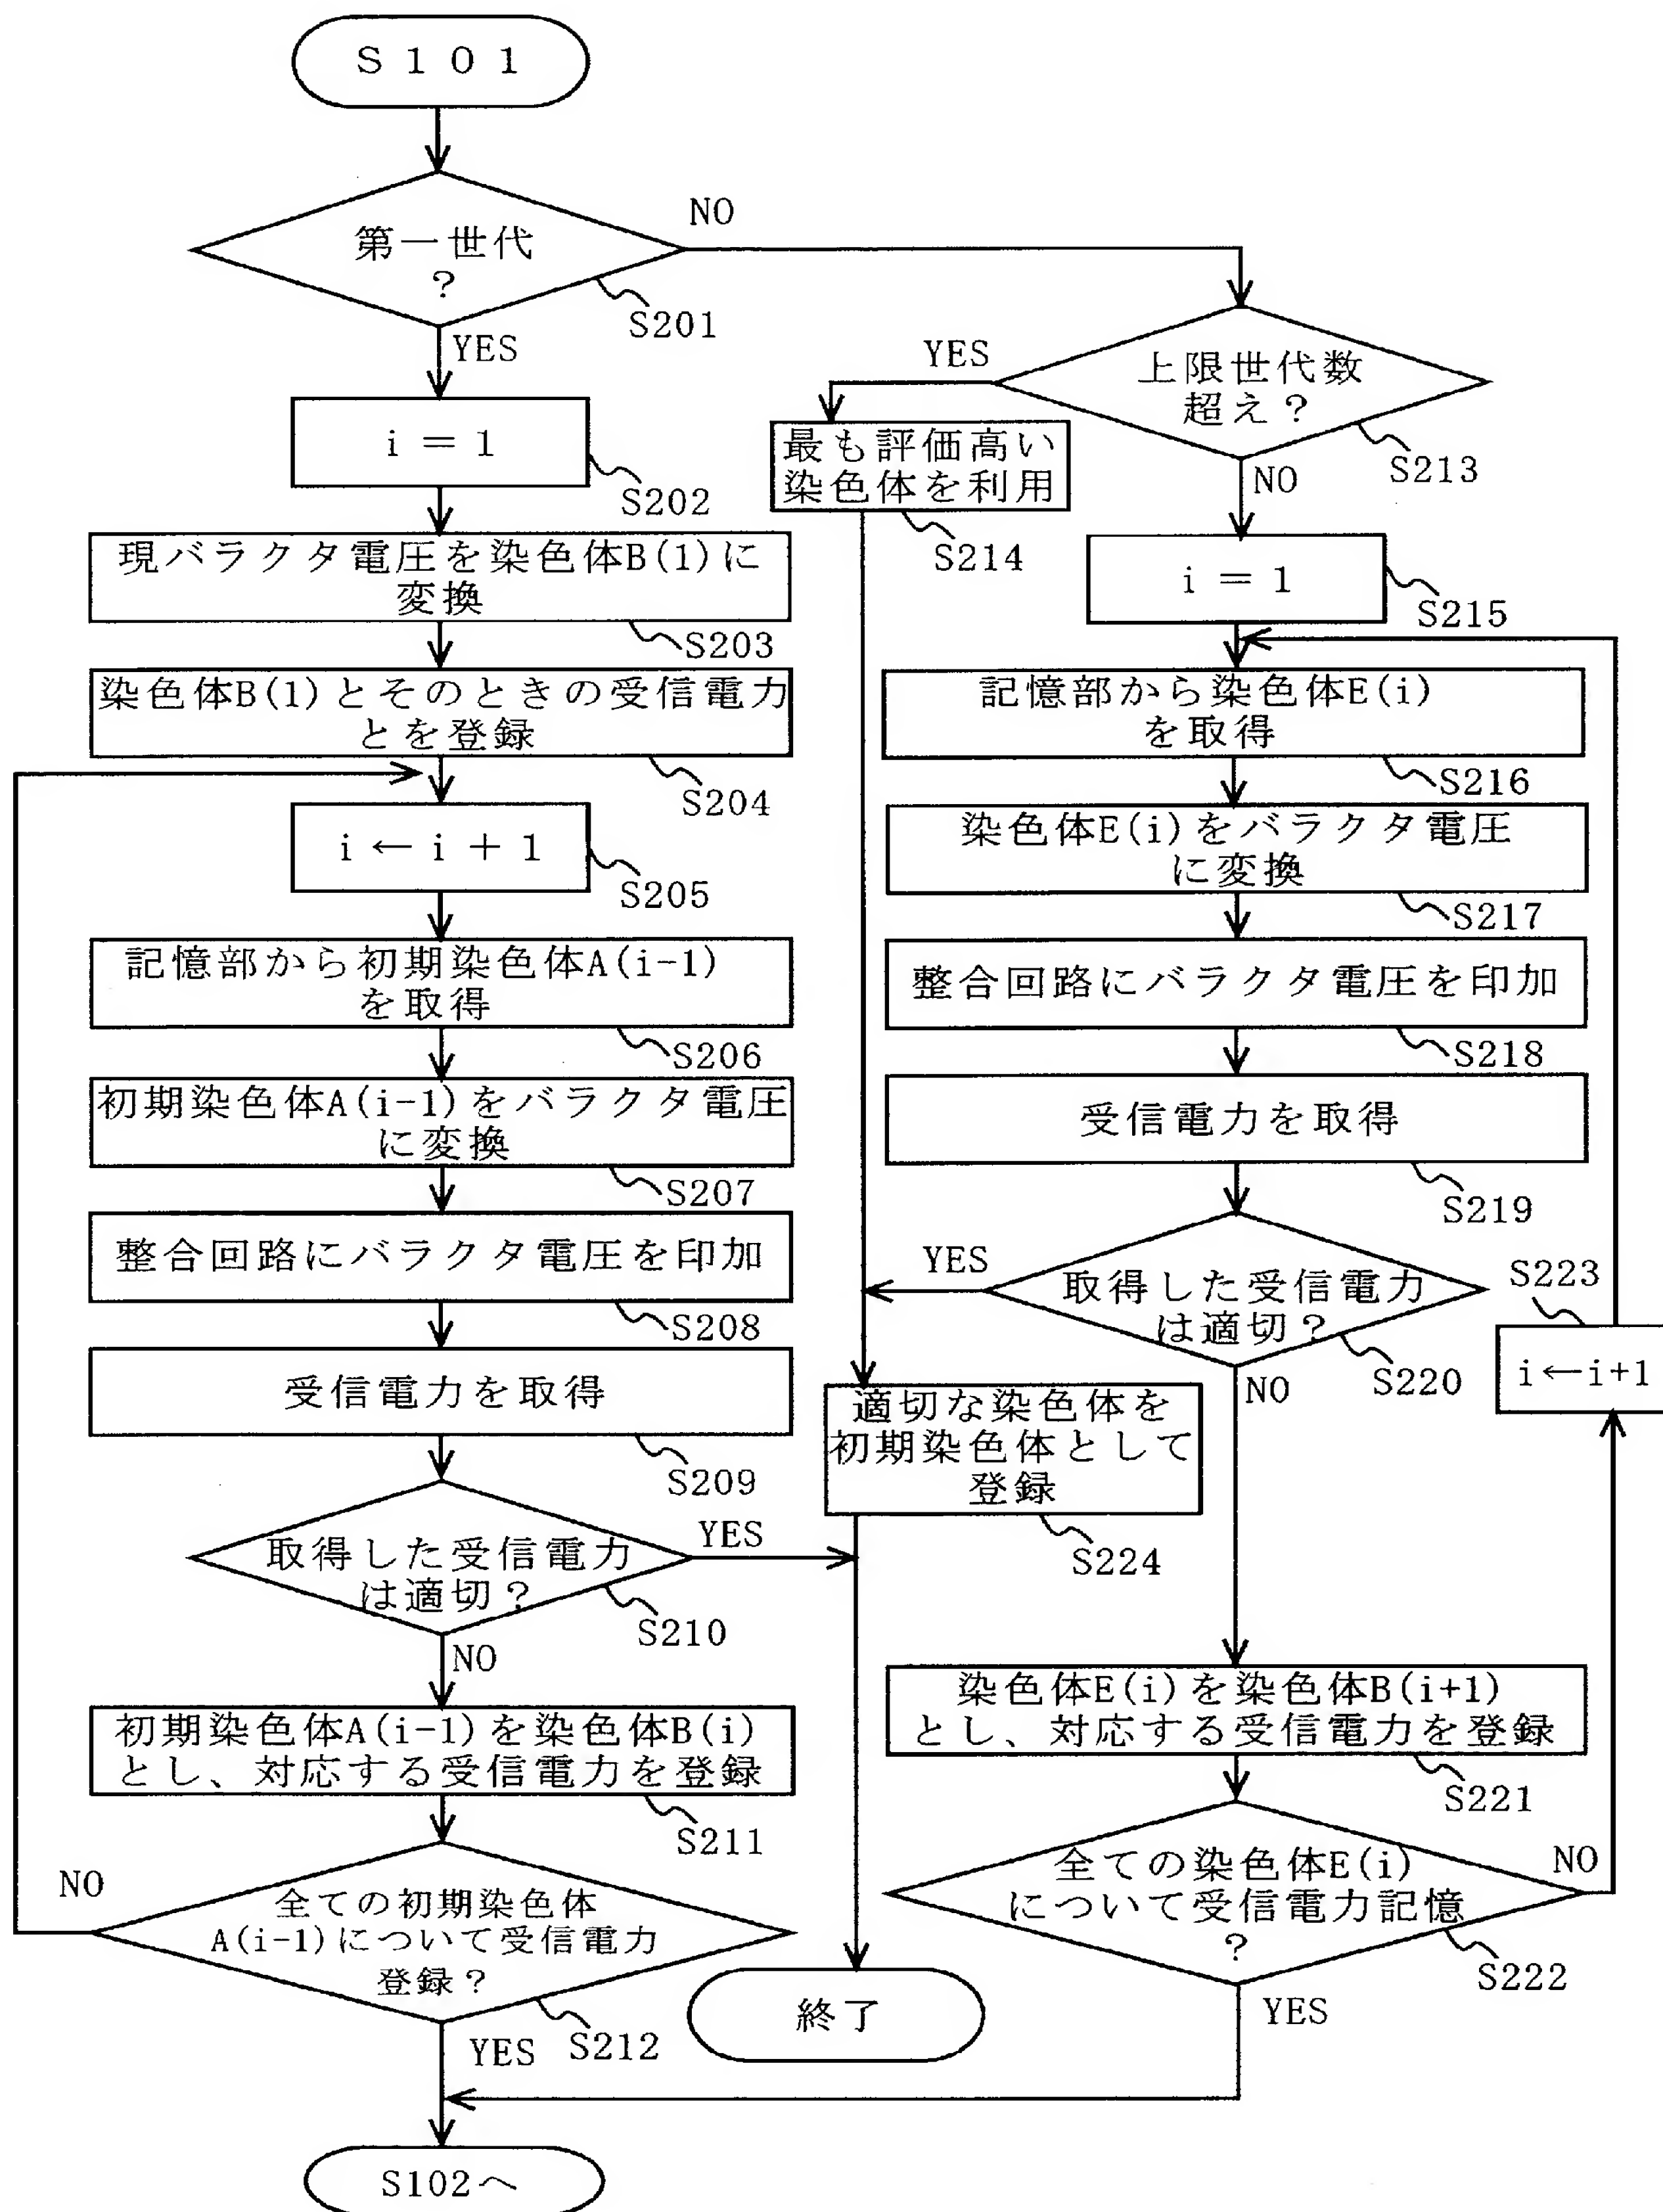 S101
第一世代
?
S201
YES
NO
i = 1
S202
現バラクタ電圧を染色体B(1)に
変換
S203
染色体B(1)とそのときの受信電力
とを登録
S204
i ← i + 1
S205
記憶部から初期染色体A(i-1)
を取得
S206
初期染色体A(i-1)をバラクタ電圧
に変換
S207
整合回路にバラクタ電圧を印加
S208
受信電力を取得
S209
取得した受信電力
は適切?
YES
S210
NO
初期染色体A(i-1)を染色体B(i)
とし、対応する受信電力を登録
S211
NO
全ての初期染色体
A(i-1)について受信電力
登録?
S212
YES
S102へ
上限世代数
超え?
YES
S213
NO
最も評価高い
染色体を利用
S214
i = 1
S215
記憶部から染色体E(i)
を取得
S216
染色体E(i)をバラクタ電圧
に変換
S217
整合回路にバラクタ電圧を印加
S218
受信電力を取得
S219
YES
取得した受信電力
は適切?
S220
NO
S223
i←i+1
適切な染色体を
初期染色体として
登録
S224
染色体E(i)を染色体B(i+1)
とし、対応する受信電力を登録
S221
全ての染色体E(i)
について受信電力記憶
?
NO
S222
YES
終了